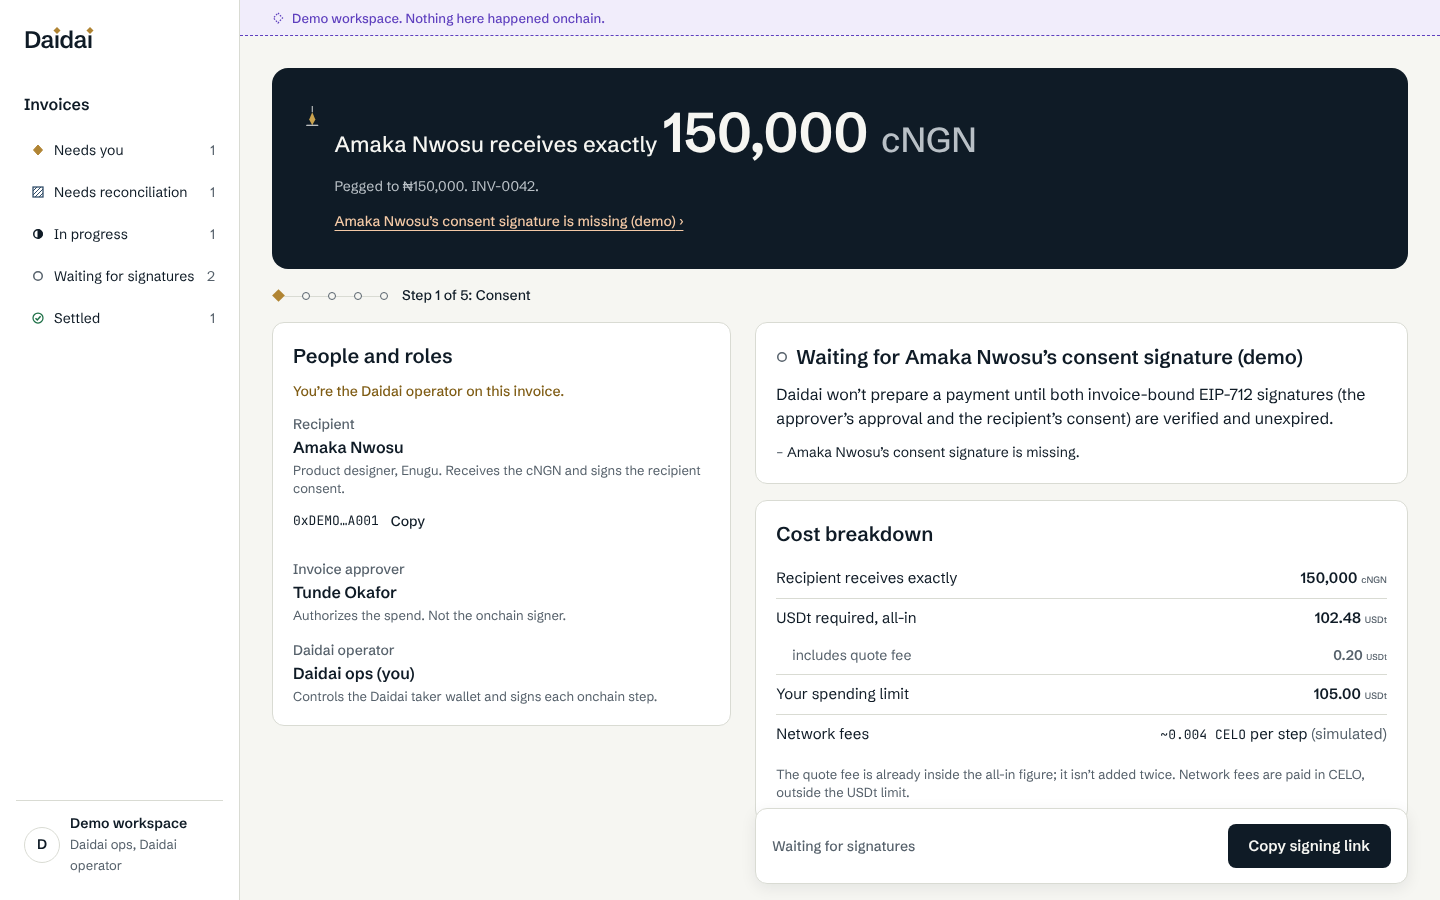 Daidai
Invoices
Needs you 1
Needs reconciliation 1
In progress 1
Waiting for signatures 2
Settled 1
D
Demo workspace
Daidai ops, Daidai
operator
Demo workspace. Nothing here happened onchain.
Amaka Nwosu receives exactly 150,000 cNGN
Pegged to ₦150,000. INV-0042.
Amaka Nwosu’s consent signature is missing (demo) ›
Step 1 of 5: Consent
People and roles
You’re the Daidai operator on this invoice.
Recipient
Amaka Nwosu
Product designer, Enugu. Receives the cNGN and signs the recipient
consent.
0xDEMO…A001 Copy
Invoice approver
Tunde Okafor
Authorizes the spend. Not the onchain signer.
Daidai operator
Daidai ops (you)
Controls the Daidai taker wallet and signs each onchain step.
Waiting for Amaka Nwosu’s consent signature (demo)
Daidai won’t prepare a payment until both invoice-bound EIP-712 signatures (the
approver’s approval and the recipient’s consent) are verified and unexpired.
– Amaka Nwosu’s consent signature is missing.
Cost breakdown
Recipient receives exactly 150,000 cNGN
USDt required, all-in 102.48 USDt
includes quote fee 0.20 USDt
Your spending limit 105.00 USDt
Network fees ~0.004 CELO per step (simulated)
The quote fee is already inside the all-in figure; it isn’t added twice. Network fees are paid in CELO,
outside the USDt limit.
Waiting for signatures
Copy signing link